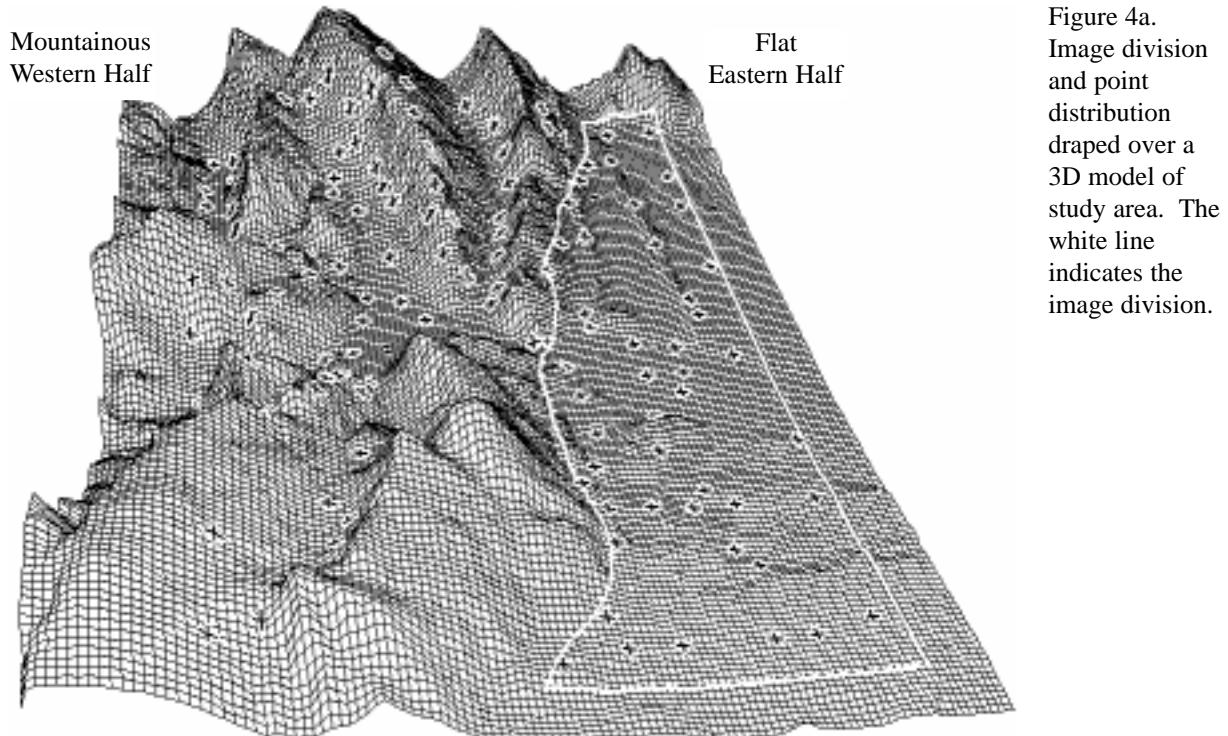 Mountainous
Western Half
Flat
Eastern Half
Figure 4a.
Image division
and point
distribution
draped over a
3D model of
study area. The
white line
indicates the
image division.